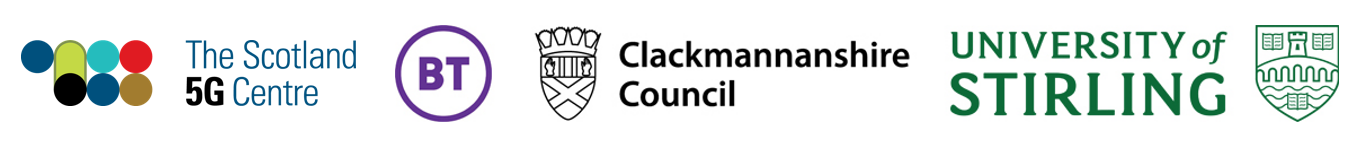 The Scotland
5G Centre
BT
Clackmannanshire
Council
UNIVERSITY of
STIRLING